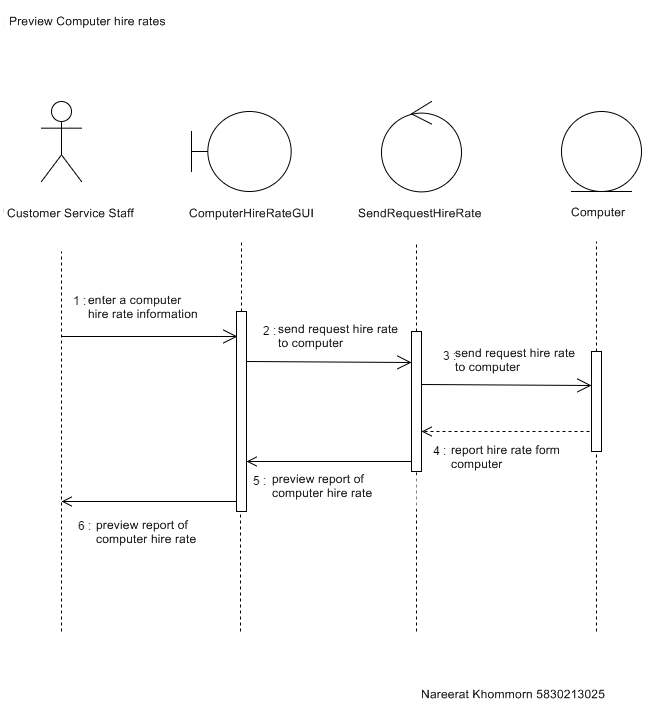 Preview Computer hire rates
Customer Service Staff
ComputerHireRateGUI
SendRequestHireRate
Computer
1 : enter a computer
hire rate information
2 : send request hire rate
to computer
3 : send request hire rate
to computer
4 : report hire rate form
computer
5 : preview report of
computer hire rate
6 : preview report of
computer hire rate
Nareerat Khommorn 5830213025